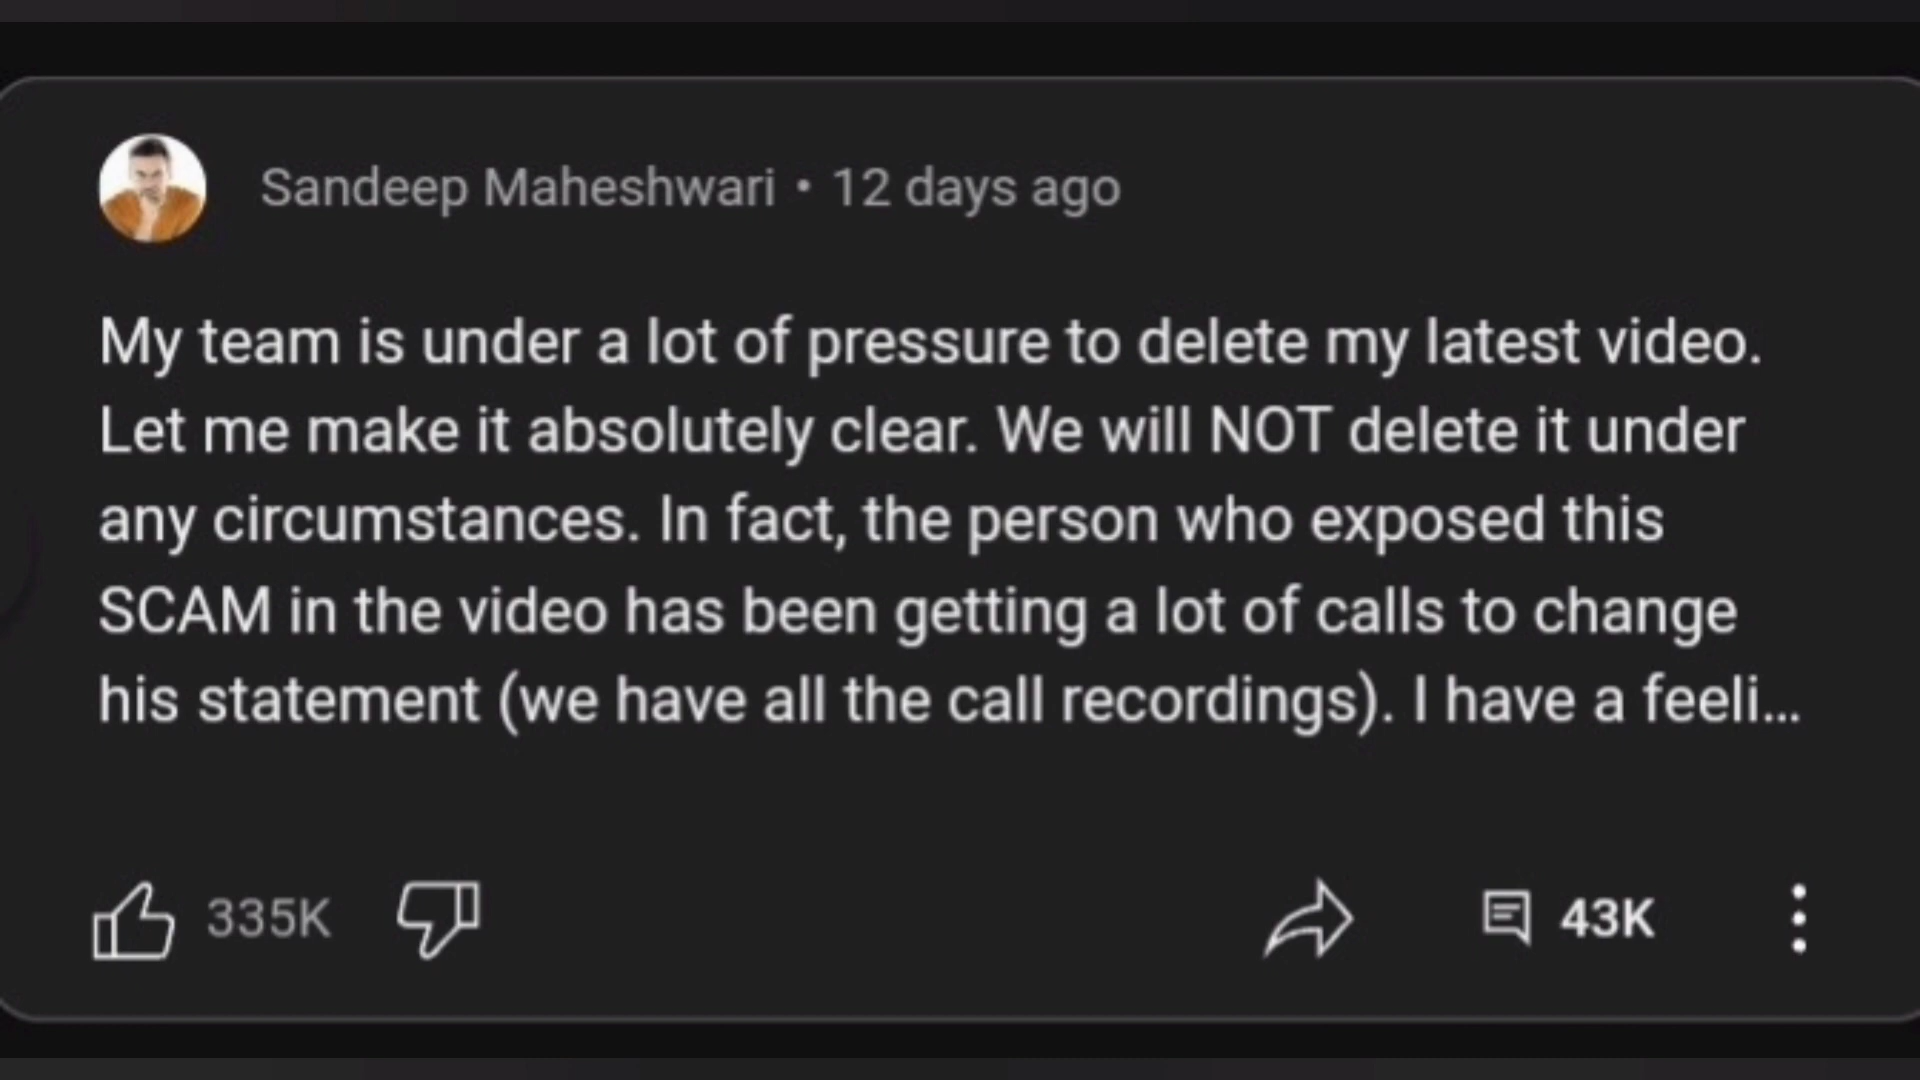 Sandeep Maheshwari • 12 days ago
My team is under a lot of pressure to delete my latest video.
Let me make it absolutely clear. We will NOT delete it under
any circumstances. In fact, the person who exposed this
SCAM in the video has been getting a lot of calls to change
his statement (we have all the call recordings). I have a feeli...
335K 43K